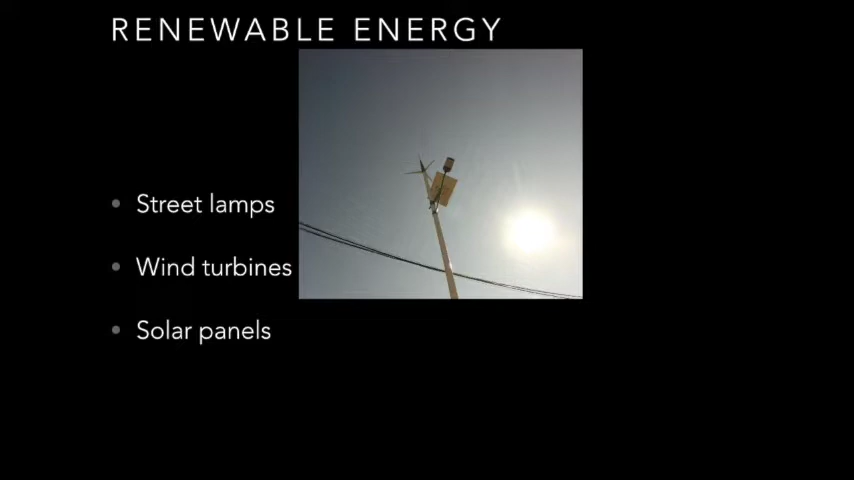 RENEWABLE ENERGY
• Street lamps
• Wind turbines
• Solar panels